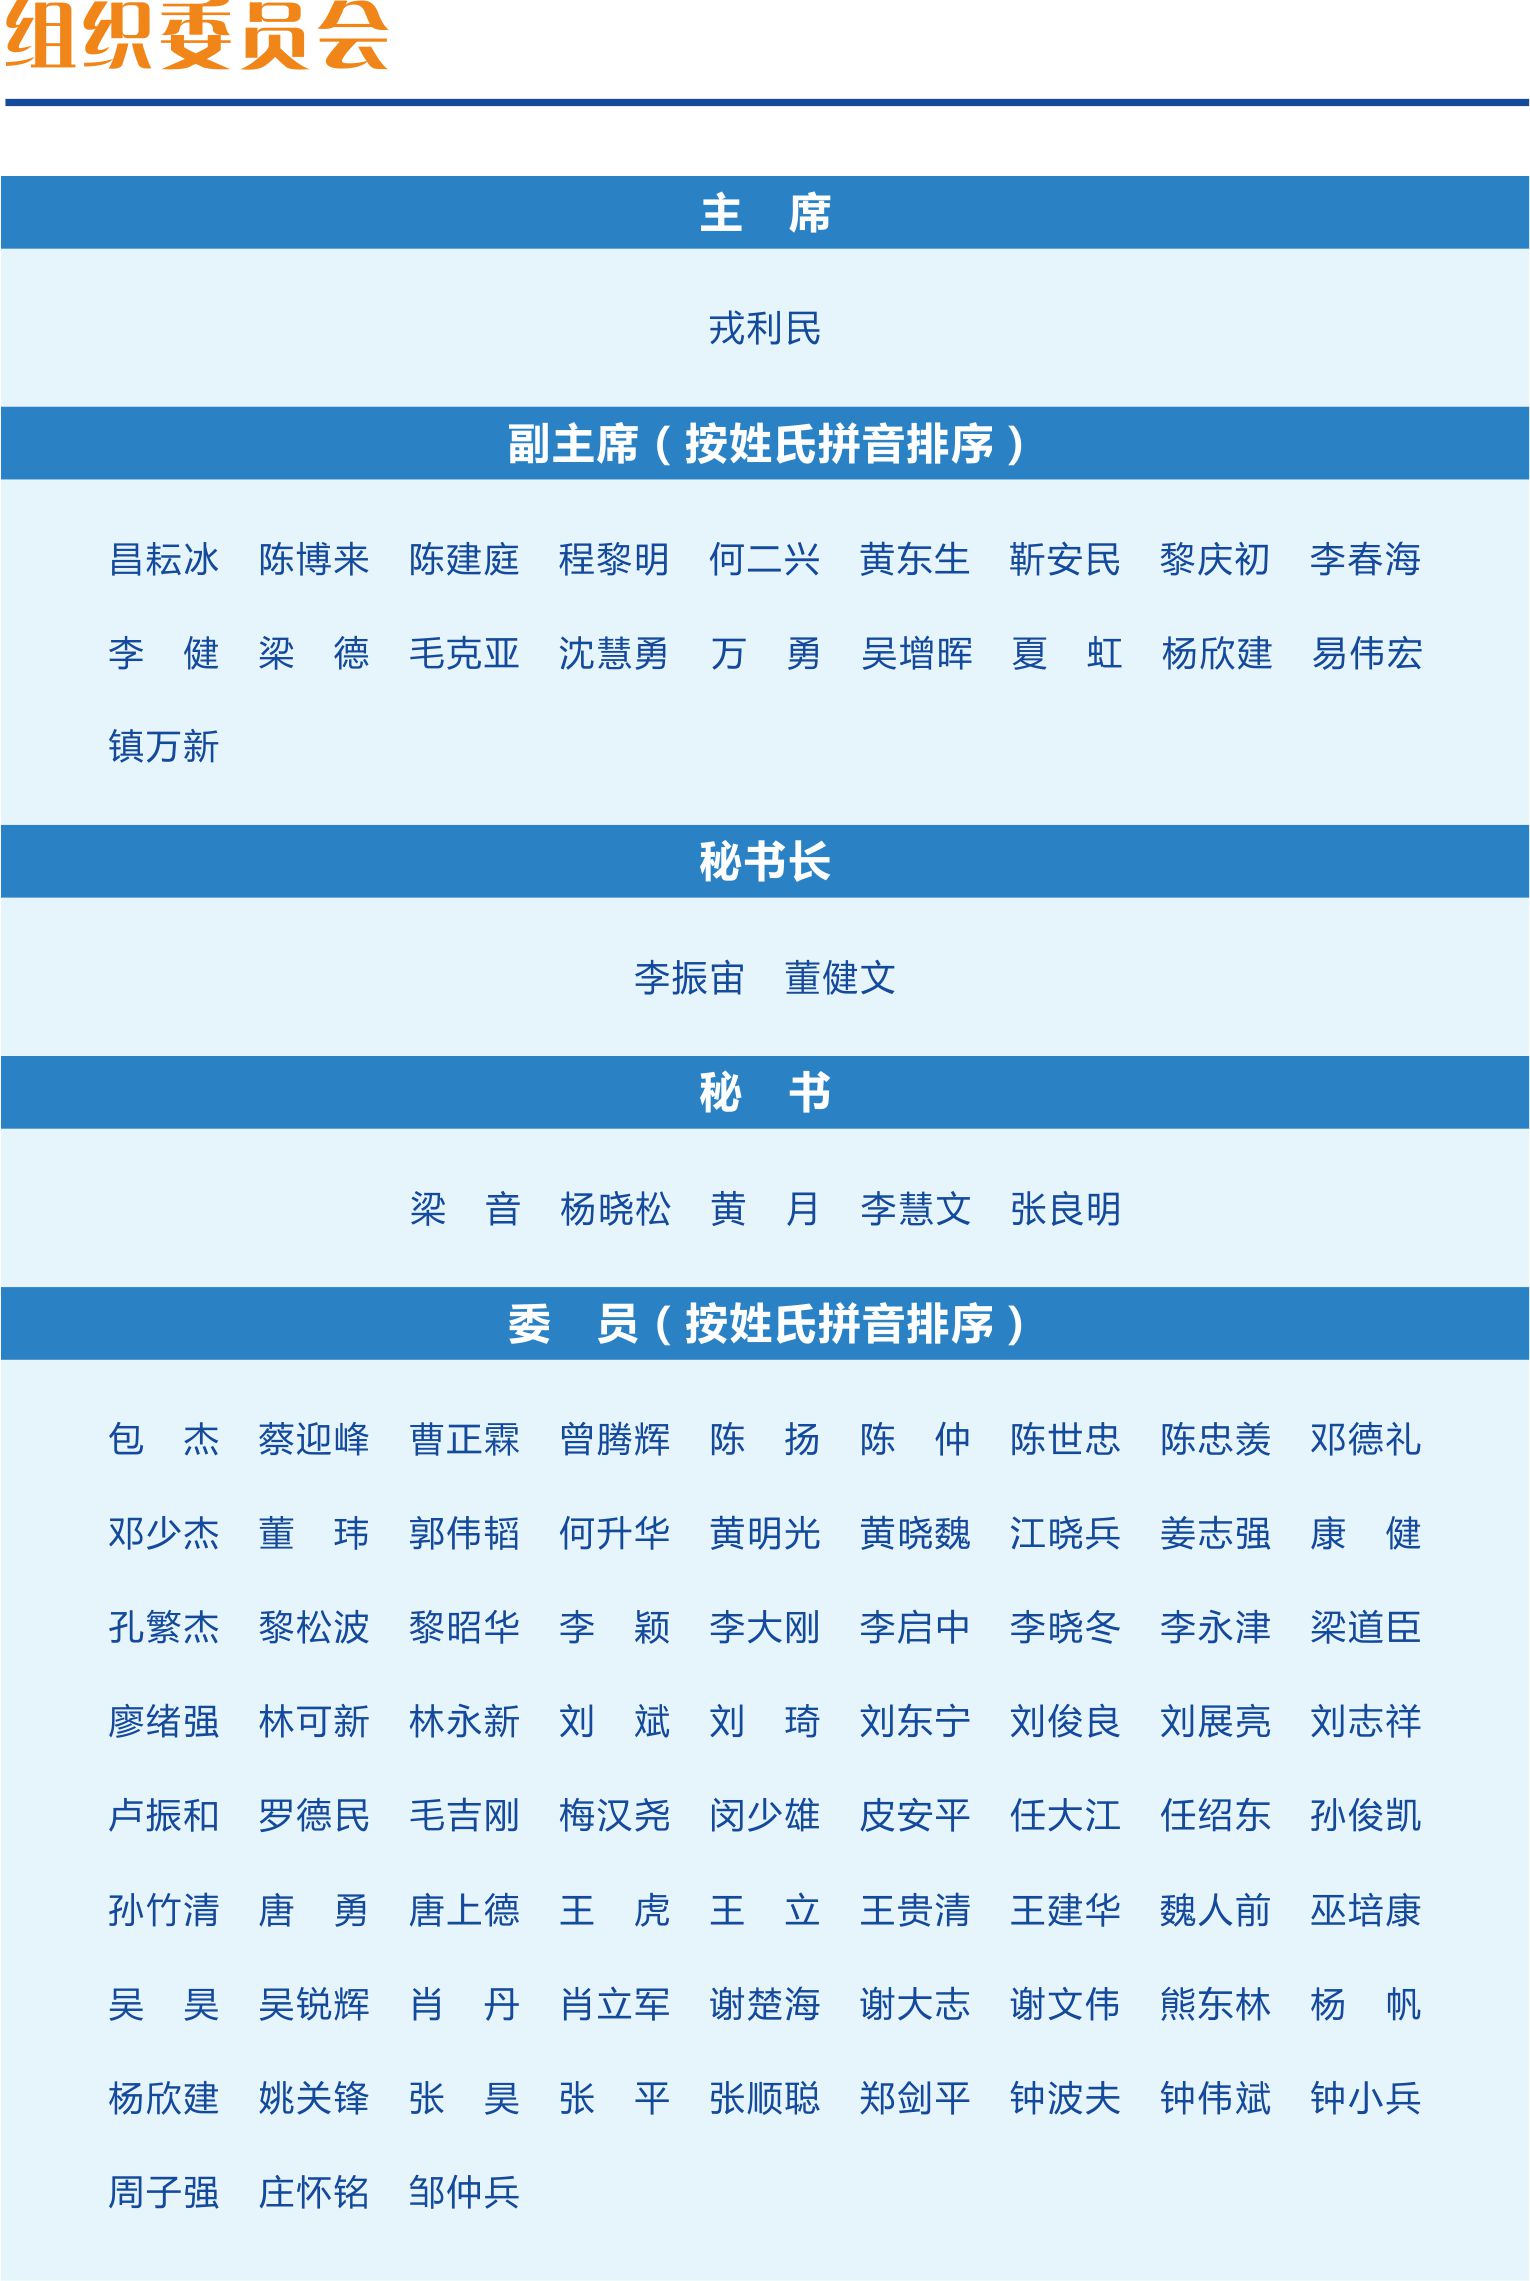 组织委员会
主　席
戎利民
副主席（按姓氏拼音排序）
昌耘冰　陈博来　陈建庭　程黎明　何二兴　黄东生　靳安民　黎庆初　李春海
李　健　梁　德　毛克亚　沈慧勇　万　勇　吴增晖　夏　虹　杨欣建　易伟宏
镇万新
秘书长
李振宙　董健文
秘　书
梁　音　杨晓松　黄　月　李慧文　张良明
委　员（按姓氏拼音排序）
包　杰　蔡迎峰　曹正霖　曾腾辉　陈　扬　陈　仲　陈世忠　陈忠羡　邓德礼
邓少杰　董　玮　郭伟韬　何升华　黄明光　黄晓魏　江晓兵　姜志强　康　健
孔繁杰　黎松波　黎昭华　李　颖　李大刚　李启中　李晓冬　李永津　梁道臣
廖绪强　林可新　林永新　刘　斌　刘　琦　刘东宁　刘俊良　刘展亮　刘志祥
卢振和　罗德民　毛吉刚　梅汉尧　闵少雄　皮安平　任大江　任绍东　孙俊凯
孙竹清　唐　勇　唐上德　王　虎　王　立　王贵清　王建华　魏人前　巫培康
吴　昊　吴锐辉　肖　丹　肖立军　谢楚海　谢大志　谢文伟　熊东林　杨　帆
杨欣建　姚关锋　张　昊　张　平　张顺聪　郑剑平　钟波夫　钟伟斌　钟小兵
周子强　庄怀铭　邹仲兵